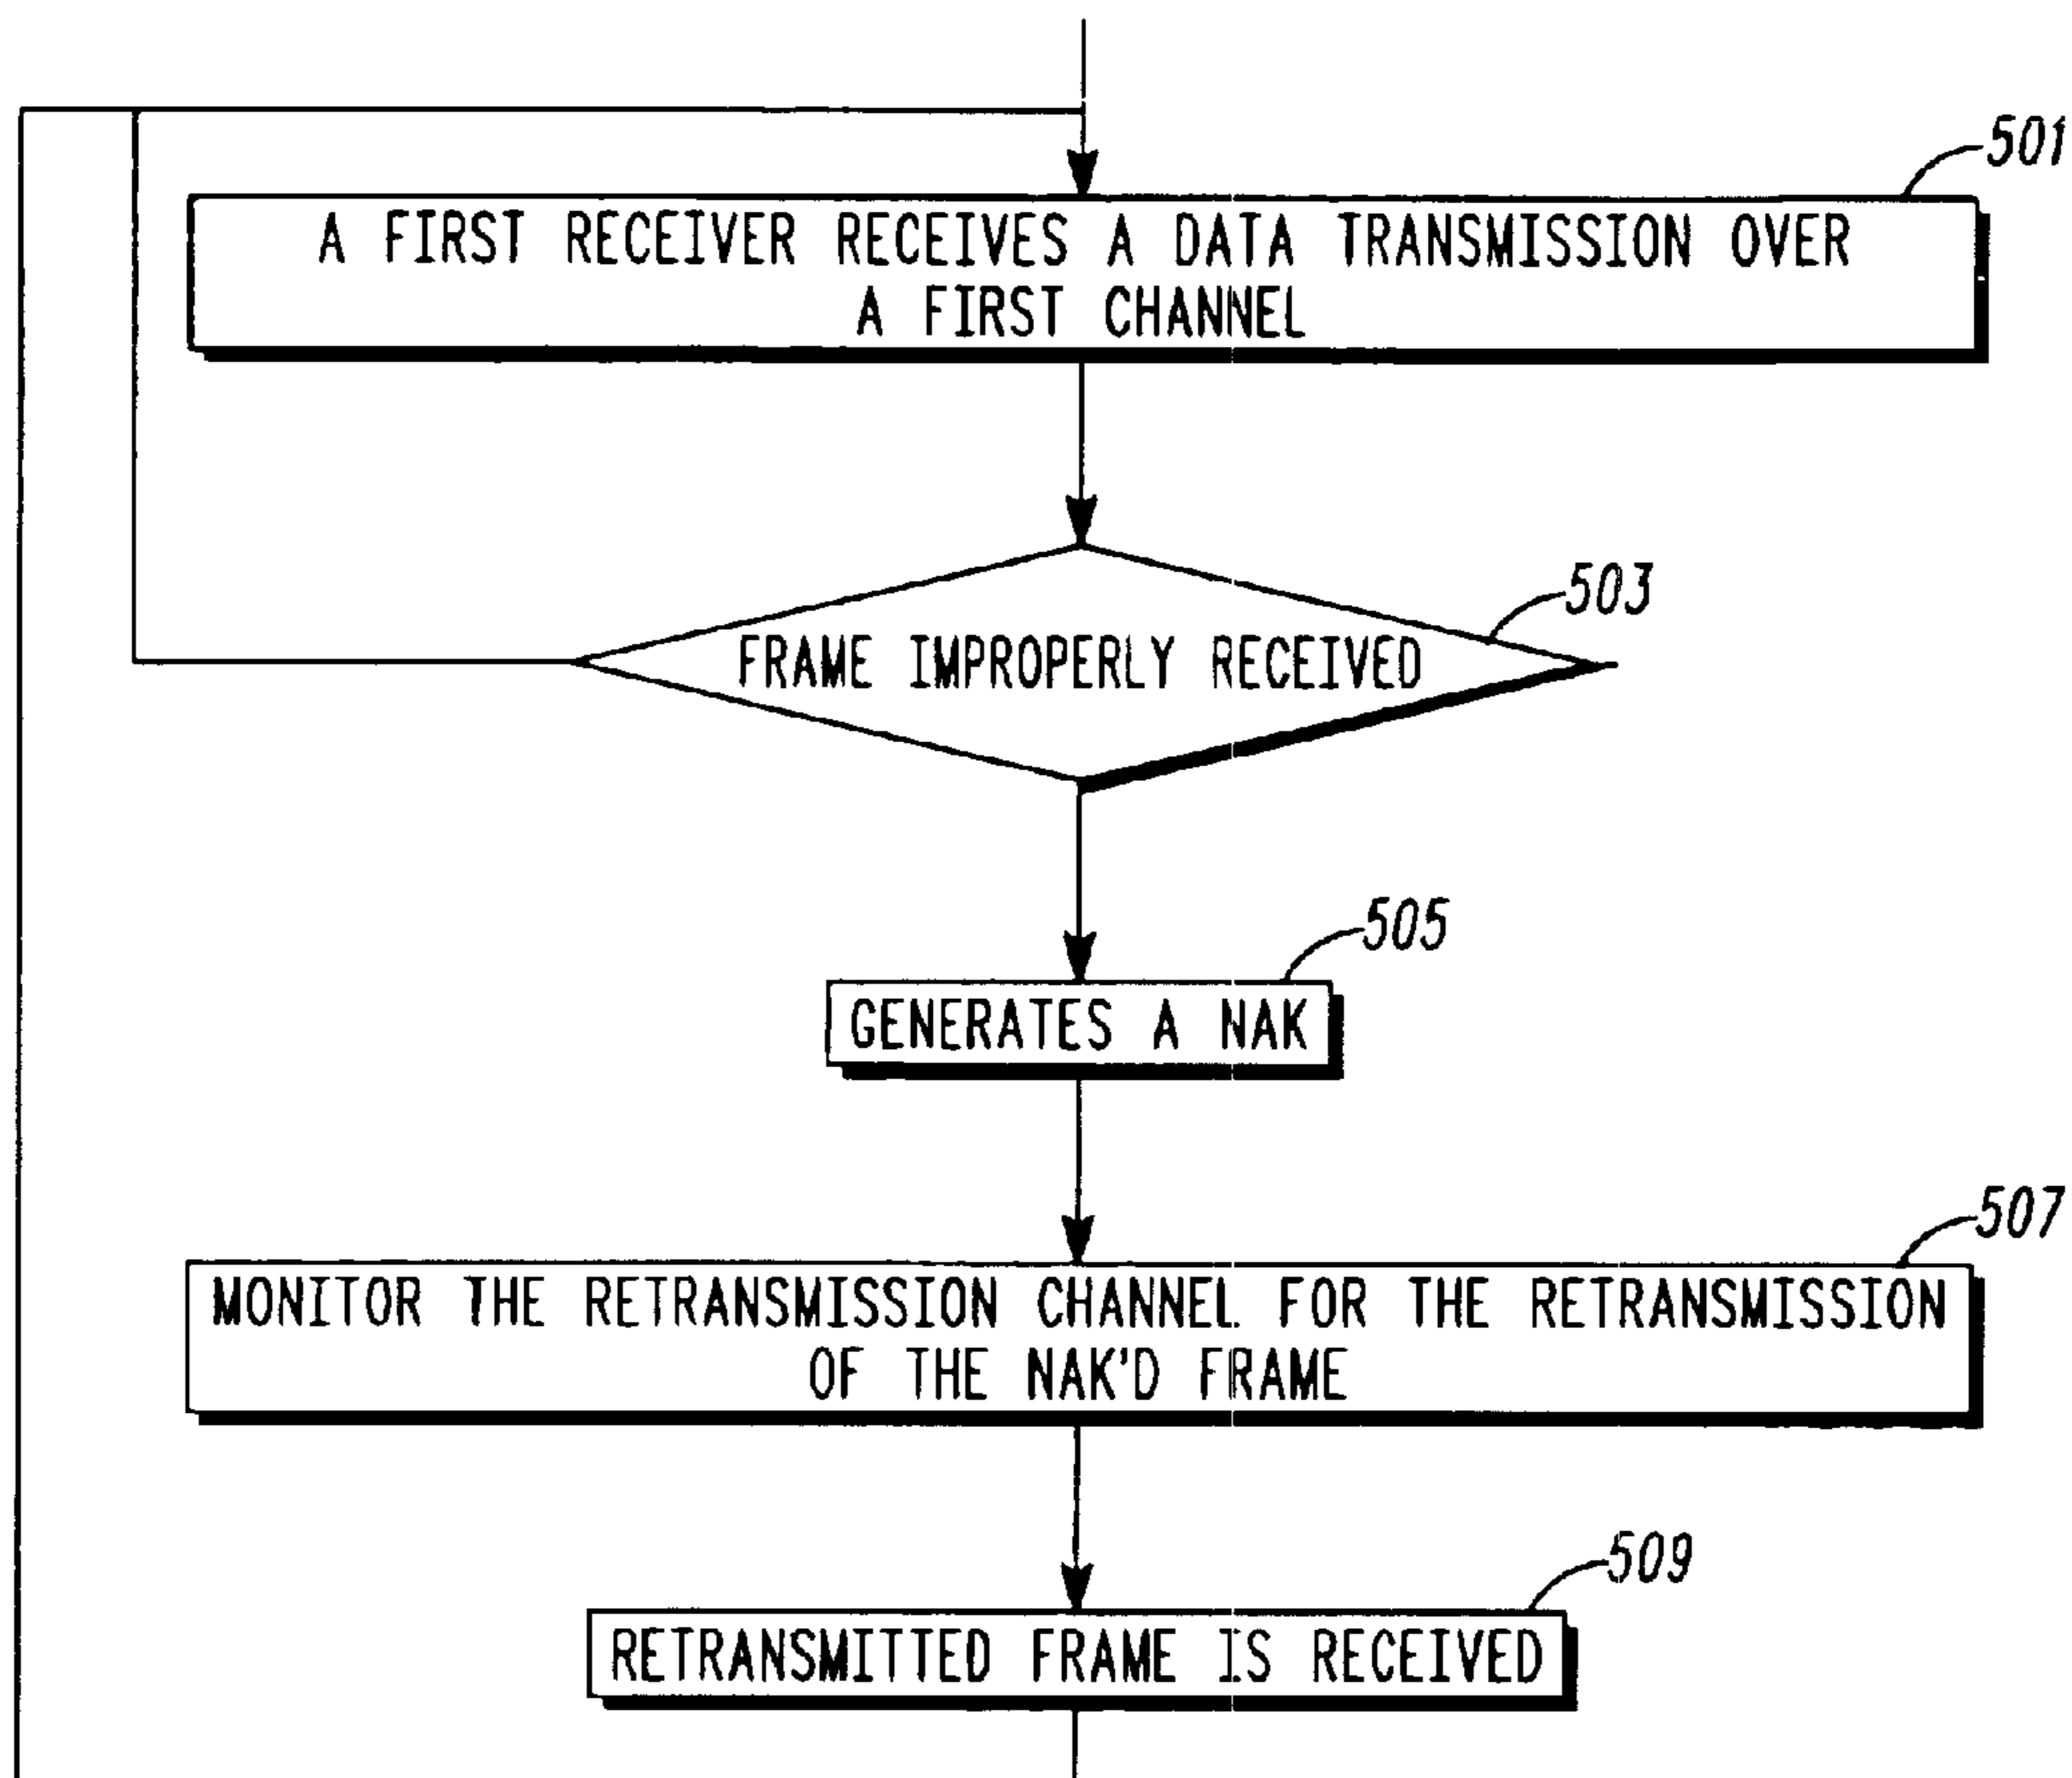 501
A FIRST RECEIVER RECEIVES A DATA TRANSMISSION OVER
A FIRST CHANNEL
503
FRAME IMPROPERLY RECEIVED
505
GENERATES A NAK
507
MONITOR THE RETRANSMISSION CHANNEL FOR THE RETRANSMISSION
OF THE NAK'D FRAME
509
RETRANSMITTED FRAME IS RECEIVED